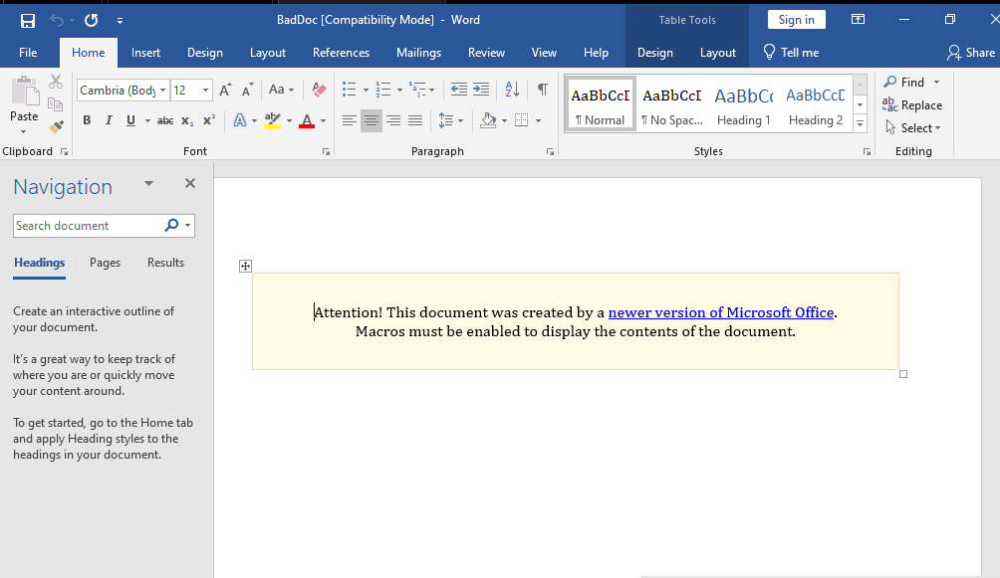 BadDoc [Compatibility Mode] - Word
Table Tools
Sign in
File Home Insert Design Layout References Mailings Review View Help Design Layout Tell me Share
Paste
Cambria (Body 12
Aa
B I U abc x₂ x²
A aby A
Clipboard Font Paragraph
AaBbCcI AaBbCcI AaBbCc AaBbCcD
¶ Normal ¶ No Spac... Heading 1 Heading 2
Styles
Find
Replace
Select
Editing
Navigation
Search document
Headings Pages Results
Create an interactive outline of
your document.
It's a great way to keep track of
where you are or quickly move
your content around.
To get started, go to the Home tab
and apply Heading styles to the
headings in your document.
Attention! This document was created by a newer version of Microsoft Office.
Macros must be enabled to display the contents of the document.